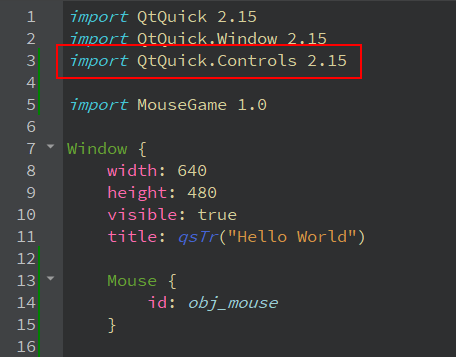 1 import QtQuick 2.15
2 import QtQuick.Window 2.15
3 import QtQuick.Controls 2.15
4
5 import MouseGame 1.0
6
7 Window {
8 width: 640
9 height: 480
10 visible: true
11 title: qsTr("Hello World")
12
13 Mouse {
14 id: obj_mouse
15 }
16